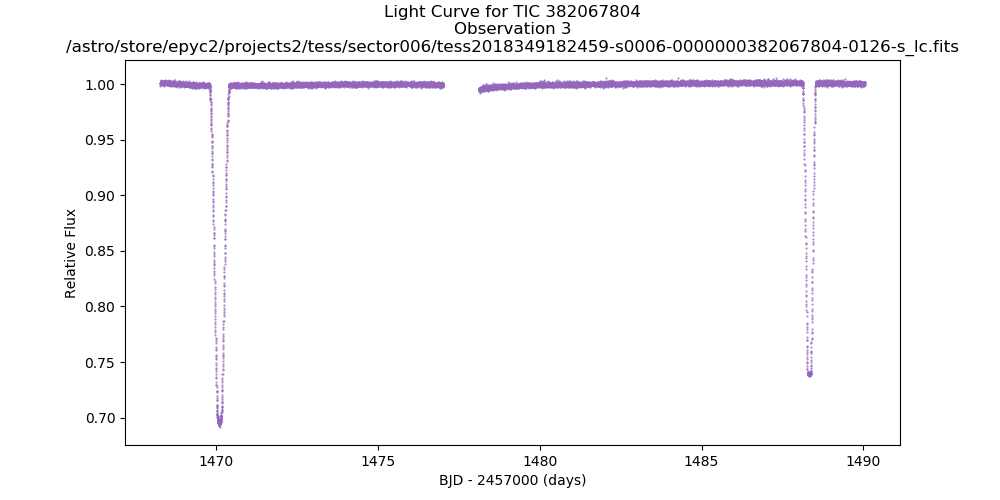 Light Curve for TIC 382067804
Observation 3
/astro/store/epyc2/projects2/tess/sector006/tess2018349182459-s0006-0000000382067804-0126-s_lc.fits
1.00
0.95
0.90
0.85
0.80
0.75
0.70
Relative Flux
1470 1475 1480 1485 1490
BJD - 2457000 (days)